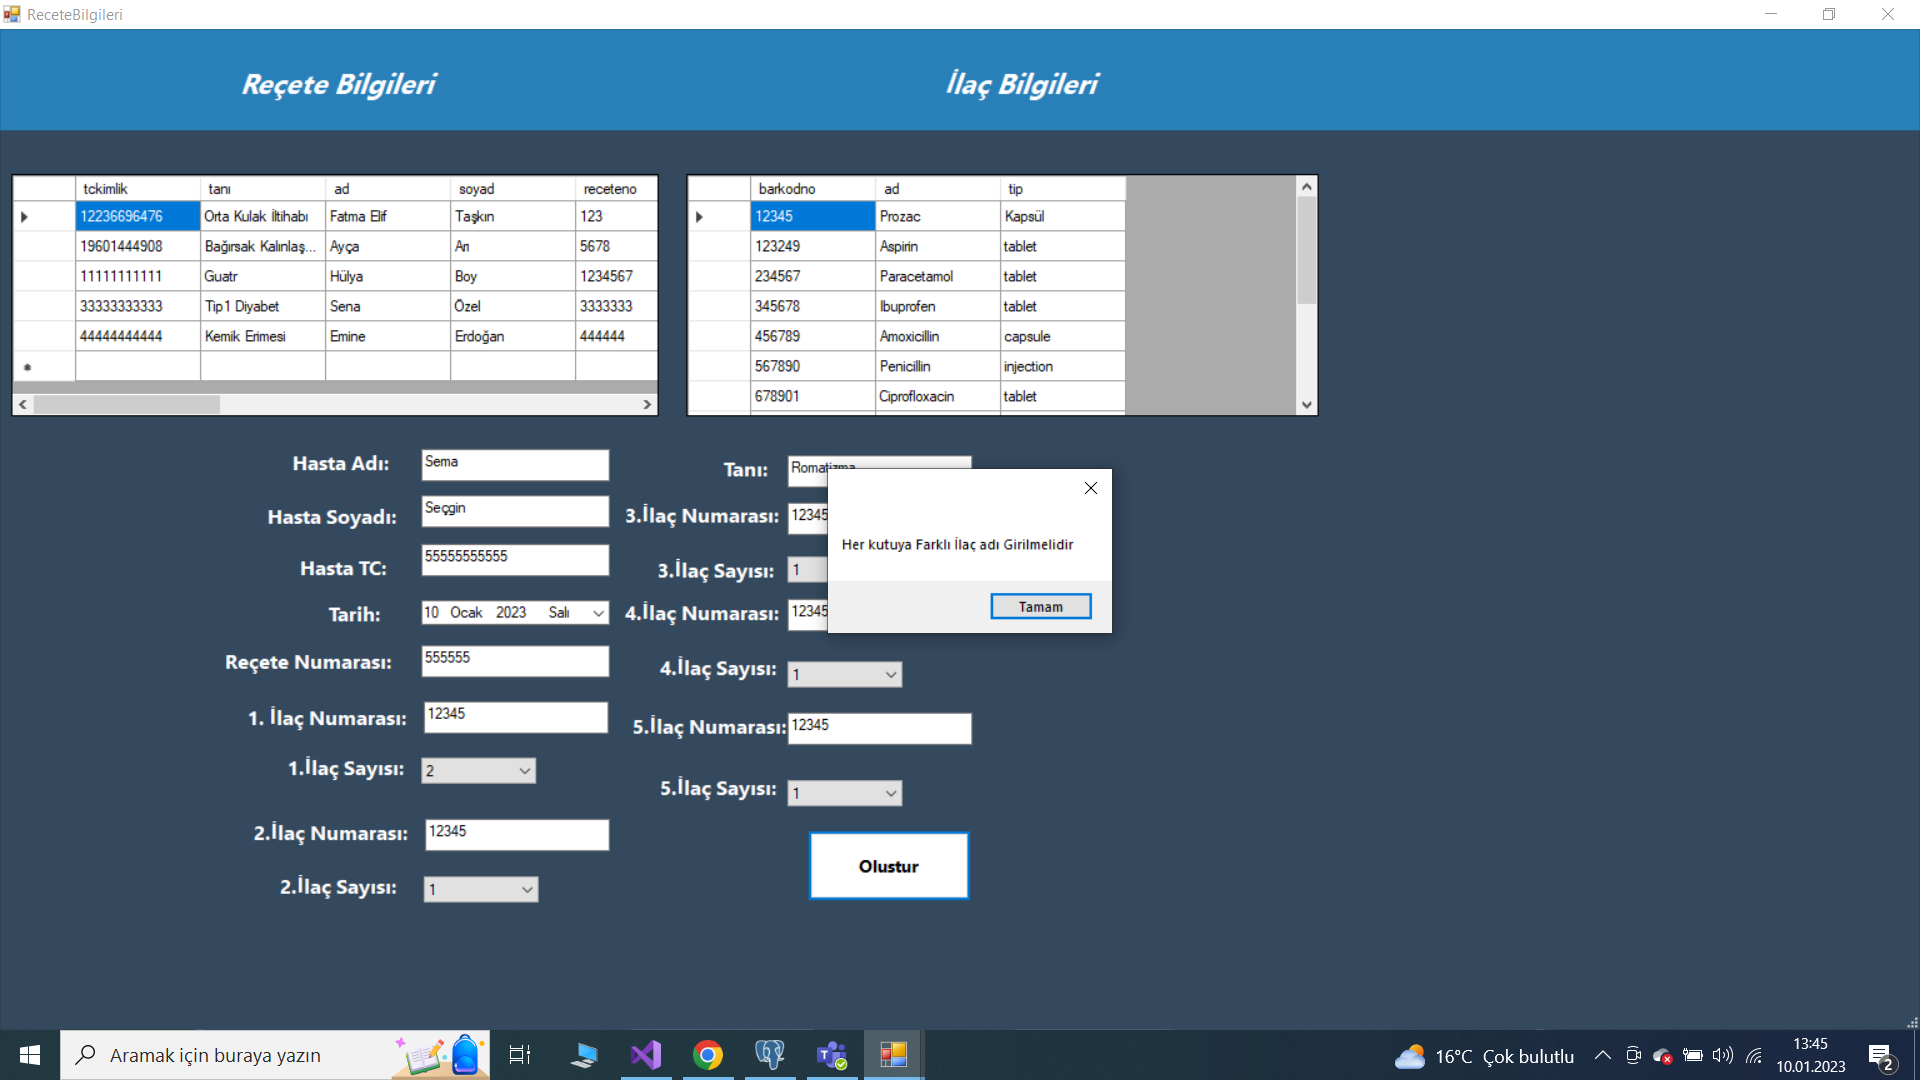 ReceteBilgileri
Reçete Bilgileri
İlaç Bilgileri
tckimlik tanı ad soyad receteno
12236696476 Orta Kulak İltihabı Fatma Elif Taşkın 123
19601444908 Bağırsak Kalınlaş... Ayça Arı 5678
11111111111 Guatr Hülya Boy 1234567
33333333333 Tip1 Diyabet Sena Özel 3333333
44444444444 Kemik Erimesi Emine Erdoğan 444444
barkodno ad tip
12345 Prozac Kapsül
123249 Aspirin tablet
234567 Paracetamol tablet
345678 Ibuprofen tablet
456789 Amoxicillin capsule
567890 Penicillin injection
678901 Ciprofloxacin tablet
Hasta Adı: Sema
Hasta Soyadı: Seçgin
Hasta TC: 55555555555
Tarih: 10 Ocak 2023 Salı
Reçete Numarası: 555555
1. İlaç Numarası: 12345
1.İlaç Sayısı: 2
2.İlaç Numarası: 12345
2.İlaç Sayısı: 1
Tanı: Romatizma
3.İlaç Numarası: 12345
3.İlaç Sayısı: 1
4.İlaç Numarası: 12345
4.İlaç Sayısı: 1
5.İlaç Numarası: 12345
5.İlaç Sayısı: 1
Olustur
Her kutuya Farklı İlaç adı Girilmelidir
Tamam
Aramak için buraya yazın
16°C Çok bulutlu
13:45
10.01.2023
2